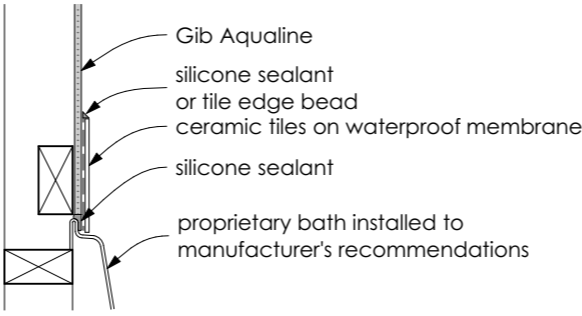 Gib Aqualine
silicone sealant
or tile edge bead
ceramic tiles on waterproof membrane
silicone sealant
proprietary bath installed to
manufacturer's recommendations